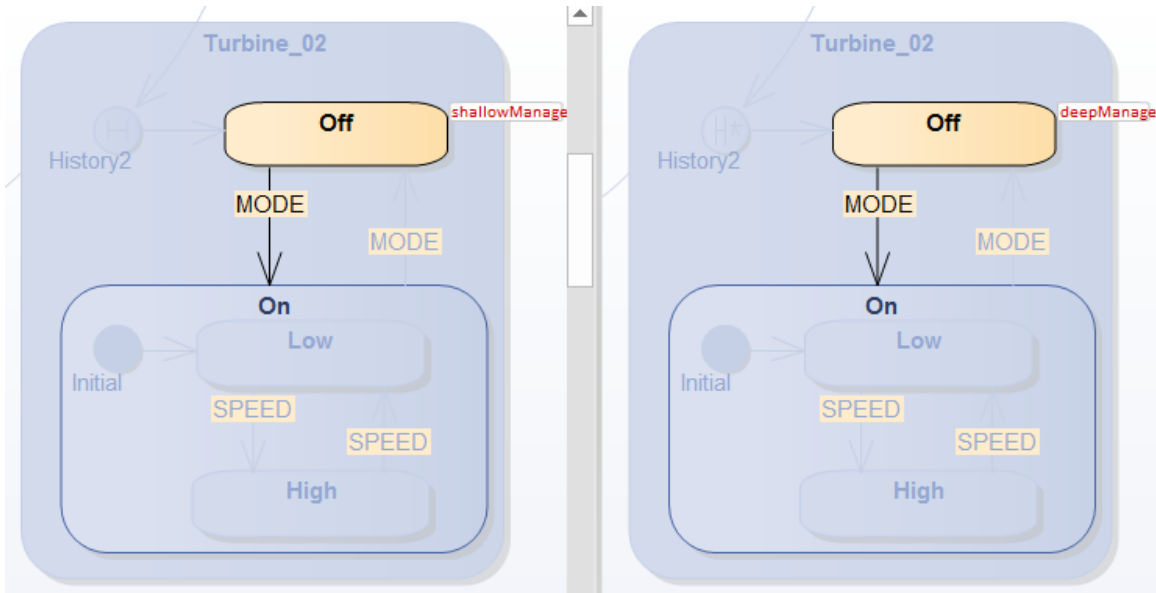 Turbine_02
Off
shallowManage
H
History2
MODE
MODE
On
Low
Initial
SPEED
SPEED
High
Turbine_02
Off
deepManage
H*
History2
MODE
MODE
On
Low
Initial
SPEED
SPEED
High